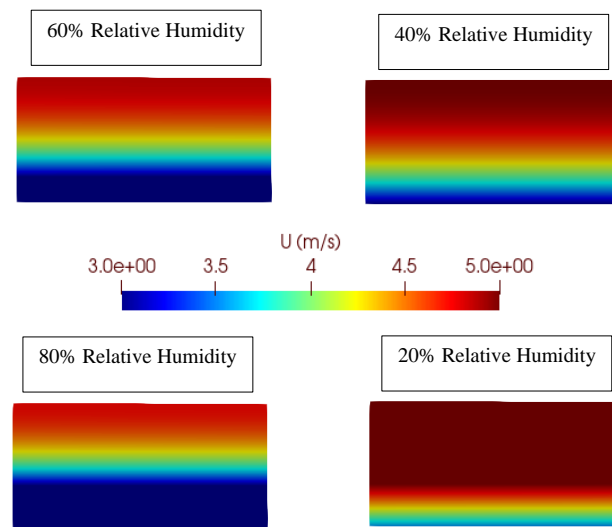 60% Relative Humidity
40% Relative Humidity
U (m/s)
3.0e+00 3.5 4 4.5 5.0e+00
80% Relative Humidity
20% Relative Humidity